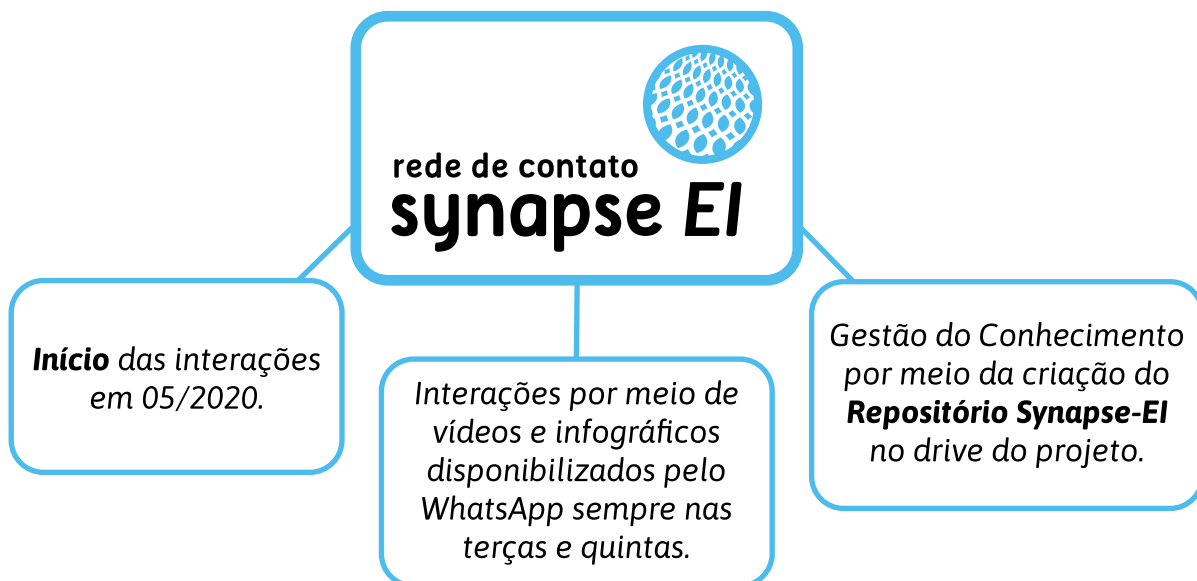 rede de contato
synapse EI
Início das interações
em 05/2020.
Interações por meio de
vídeos e infográficos
disponibilizados pelo
WhatsApp sempre nas
terças e quintas.
Gestão do Conhecimento
por meio da criação do
Repositório Synapse-EI
no drive do projeto.